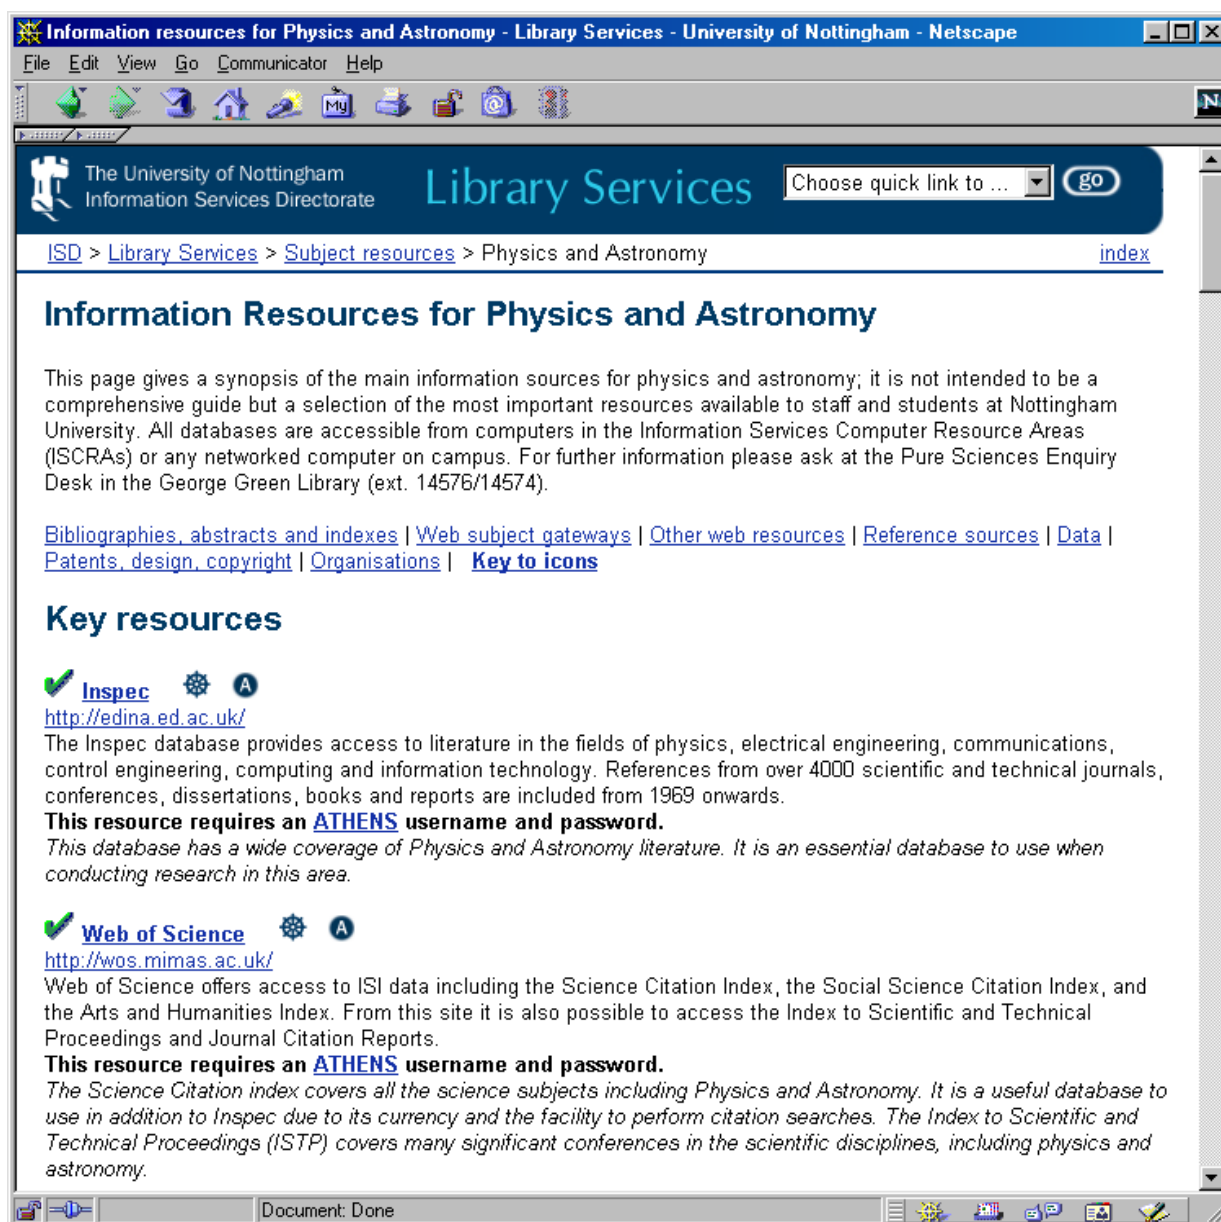 Information resources for Physics and Astronomy - Library Services - University of Nottingham - Netscape
File Edit View Go Communicator Help
My
N
The University of Nottingham
Information Services Directorate
Library Services
Choose quick link to ...
go
ISD > Library Services > Subject resources > Physics and Astronomy
index
Information Resources for Physics and Astronomy
This page gives a synopsis of the main information sources for physics and astronomy; it is not intended to be a
comprehensive guide but a selection of the most important resources available to staff and students at Nottingham
University. All databases are accessible from computers in the Information Services Computer Resource Areas
(ISCRAs) or any networked computer on campus. For further information please ask at the Pure Sciences Enquiry
Desk in the George Green Library (ext. 14576/14574).
Bibliographies, abstracts and indexes | Web subject gateways | Other web resources | Reference sources | Data |
Patents, design, copyright | Organisations | Key to icons
Key resources
Inspec A
http://edina.ed.ac.uk/
The Inspec database provides access to literature in the fields of physics, electrical engineering, communications,
control engineering, computing and information technology. References from over 4000 scientific and technical journals,
conferences, dissertations, books and reports are included from 1969 onwards.
This resource requires an ATHENS username and password.
This database has a wide coverage of Physics and Astronomy literature. It is an essential database to use when
conducting research in this area.
Web of Science A
http://wos.mimas.ac.uk/
Web of Science offers access to ISI data including the Science Citation Index, the Social Science Citation Index, and
the Arts and Humanities Index. From this site it is also possible to access the Index to Scientific and Technical
Proceedings and Journal Citation Reports.
This resource requires an ATHENS username and password.
The Science Citation index covers all the science subjects including Physics and Astronomy. It is a useful database to
use in addition to Inspec due to its currency and the facility to perform citation searches. The Index to Scientific and
Technical Proceedings (ISTP) covers many significant conferences in the scientific disciplines, including physics and
astronomy.
Document: Done